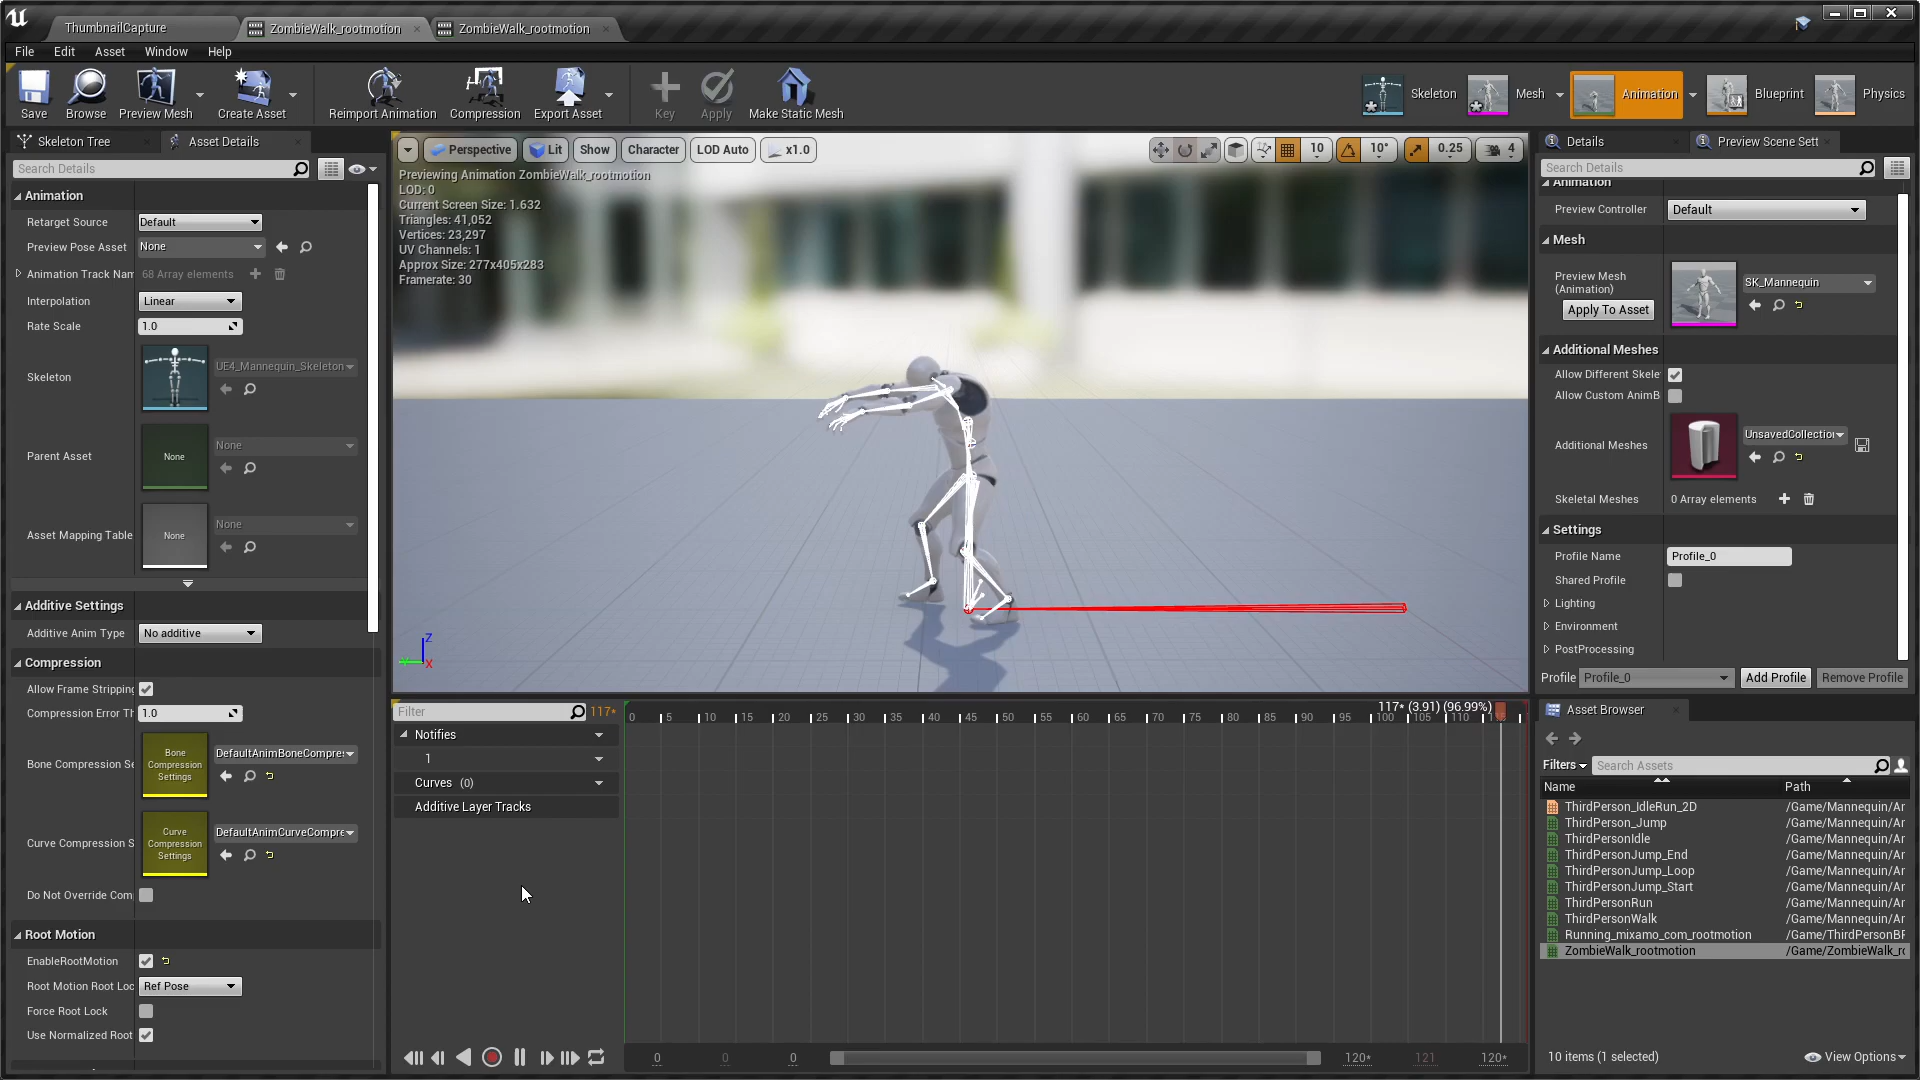 ThumbnailCapture
ZombieWalk_rootmotion
ZombieWalk_rootmotion
File Edit Asset Window Help
Save
Browse
Preview Mesh
Create Asset
Reimport Animation
Compression
Export Asset
Key
Apply
Make Static Mesh
Skeleton
Mesh
Animation
Blueprint
Physics
Skeleton Tree
Asset Details
Search Details
Animation
Retarget Source Default
Preview Pose Asset None
Animation Track Nam 68 Array elements
Interpolation Linear
Rate Scale 1.0
Skeleton UE4_Mannequin_Skeleton
Parent Asset None None
Asset Mapping Table None None
Additive Settings
Additive Anim Type No additive
Compression
Allow Frame Stripping
Compression Error Th 1.0
Bone Compression Se
Bone
Compression
Settings
DefaultAnimBoneCompres
Curve Compression S
Curve
Compression
Settings
DefaultAnimCurveCompre
Do Not Override Com
Root Motion
EnableRootMotion
Root Motion Root Loc Ref Pose
Force Root Lock
Use Normalized Root
Perspective Lit Show Character LOD Auto x1.0
10 10° 0.25 4
Previewing Animation ZombieWalk_rootmotion
LOD: 0
Current Screen Size: 1.632
Triangles: 41,052
Vertices: 23,297
UV Channels: 1
Approx Size: 277x405x283
Framerate: 30
Z
X
Filter 117*
Notifies
1
Curves (0)
Additive Layer Tracks
117* (3.91) (96.99%)
0 5 10 15 20 25 30 35 40 45 50 55 60 65 70 75 80 85 90 95 100 105 110
0 0 0 120* 121 120*
Details
Preview Scene Sett
Search Details
Animation
Preview Controller Default
Mesh
Preview Mesh
(Animation)
Apply To Asset
SK_Mannequin
Additional Meshes
Allow Different Skele
Allow Custom AnimB
Additional Meshes UnsavedCollection
Skeletal Meshes 0 Array elements
Settings
Profile Name Profile_0
Shared Profile
Lighting
Environment
PostProcessing
Profile Profile_0 Add Profile Remove Profile
Asset Browser
Filters Search Assets
Name Path
ThirdPerson_IdleRun_2D /Game/Mannequin/Ar
ThirdPerson_Jump /Game/Mannequin/Ar
ThirdPersonIdle /Game/Mannequin/Ar
ThirdPersonJump_End /Game/Mannequin/Ar
ThirdPersonJump_Loop /Game/Mannequin/Ar
ThirdPersonJump_Start /Game/Mannequin/Ar
ThirdPersonRun /Game/Mannequin/Ar
ThirdPersonWalk /Game/Mannequin/Ar
Running_mixamo_com_rootmotion /Game/ThirdPersonBF
ZombieWalk_rootmotion /Game/ZombieWalk_rc
10 items (1 selected)
View Options